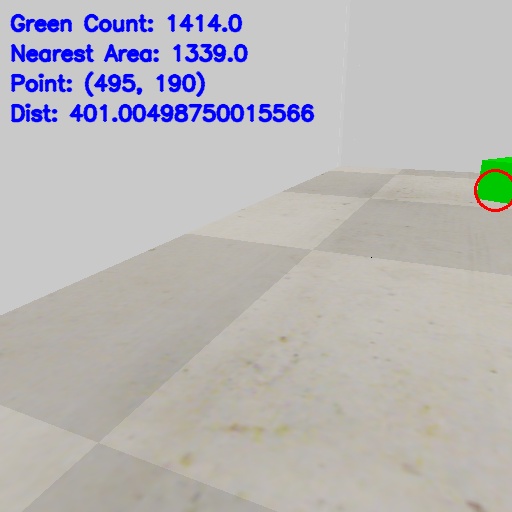 Green Count: 1414.0
Nearest Area: 1339.0
Point: (495, 190)
Dist: 401.00498750015566